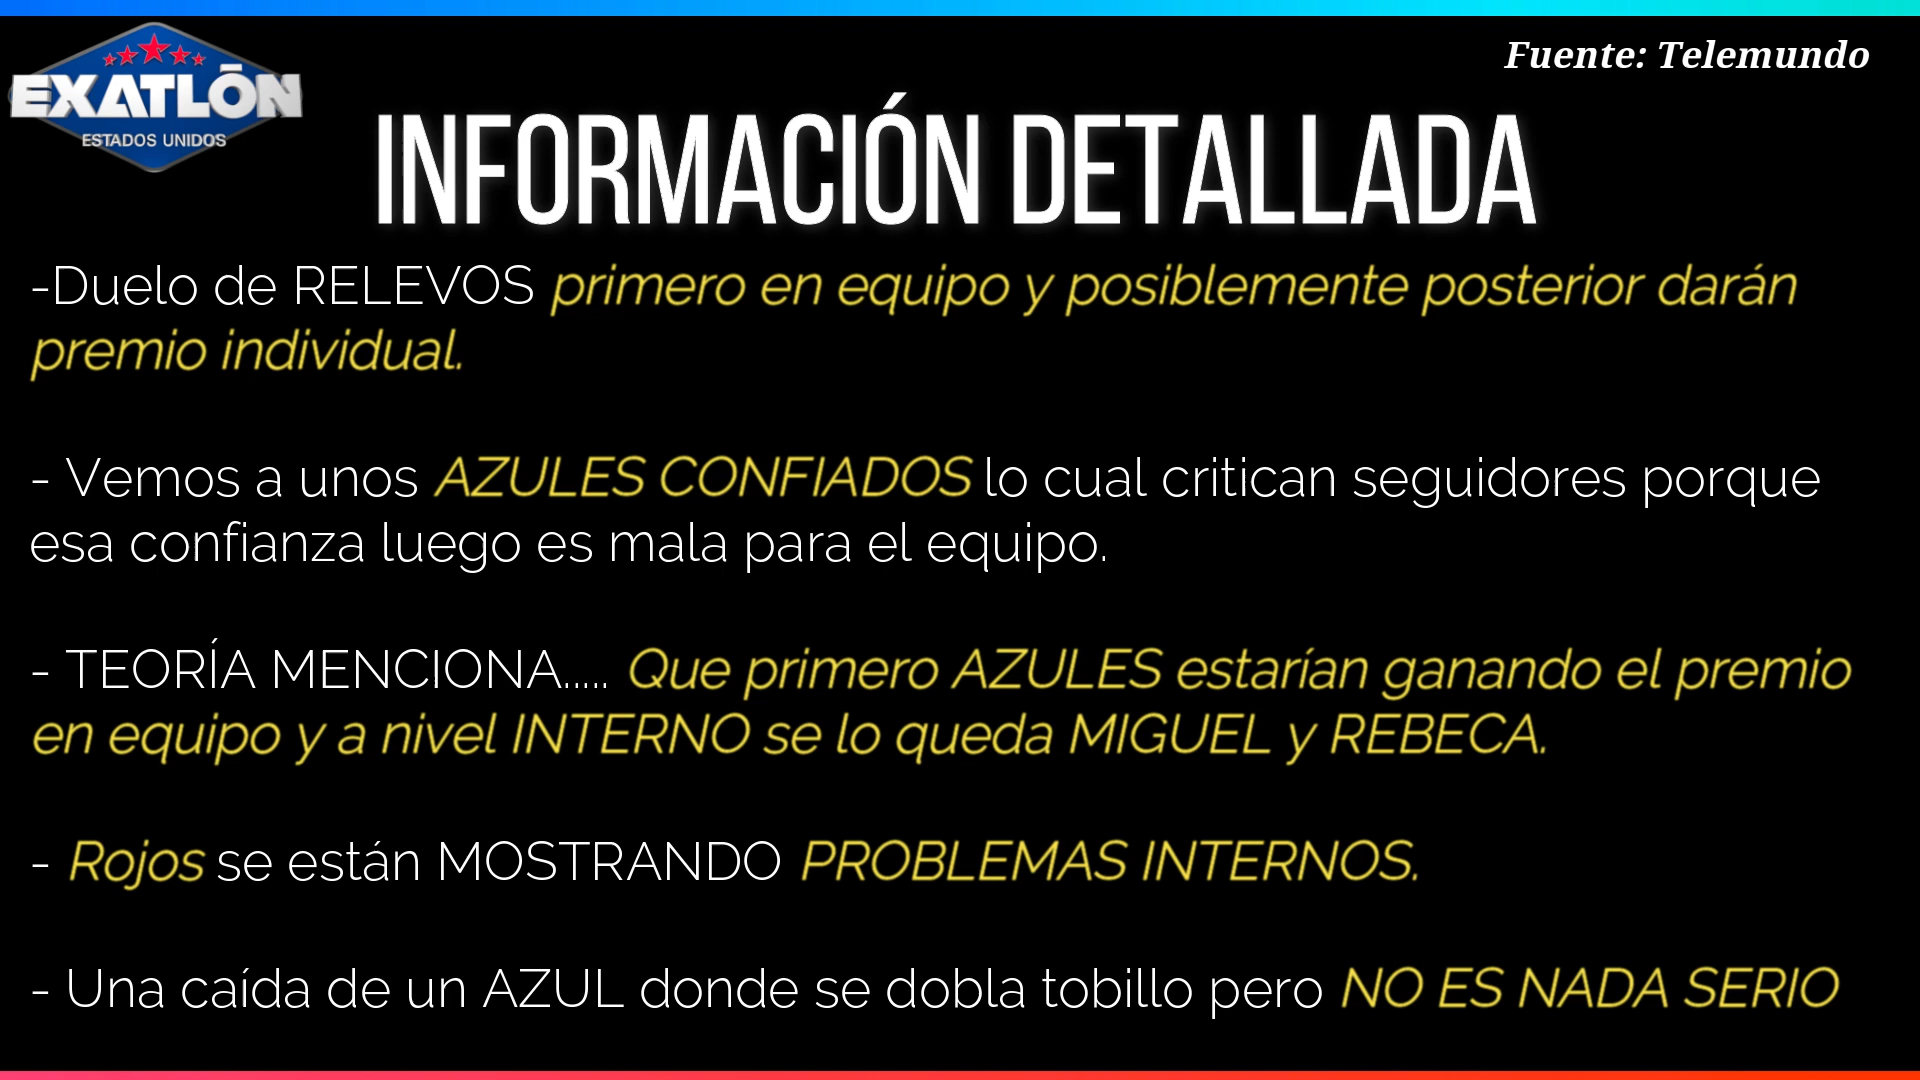 EXATLÓN
ESTADOS UNIDOS
Fuente: Telemundo
INFORMACIÓN DETALLADA
-Duelo de RELEVOS primero en equipo y posiblemente posterior darán
premio individual.
- Vemos a unos AZULES CONFIADOS lo cual critican seguidores porque
esa confianza luego es mala para el equipo.
- TEORÍA MENCIONA..... Que primero AZULES estarían ganando el premio
en equipo y a nivel INTERNO se lo queda MIGUEL y REBECA.
- Rojos se están MOSTRANDO PROBLEMAS INTERNOS.
- Una caída de un AZUL donde se dobla tobillo pero NO ES NADA SERIO